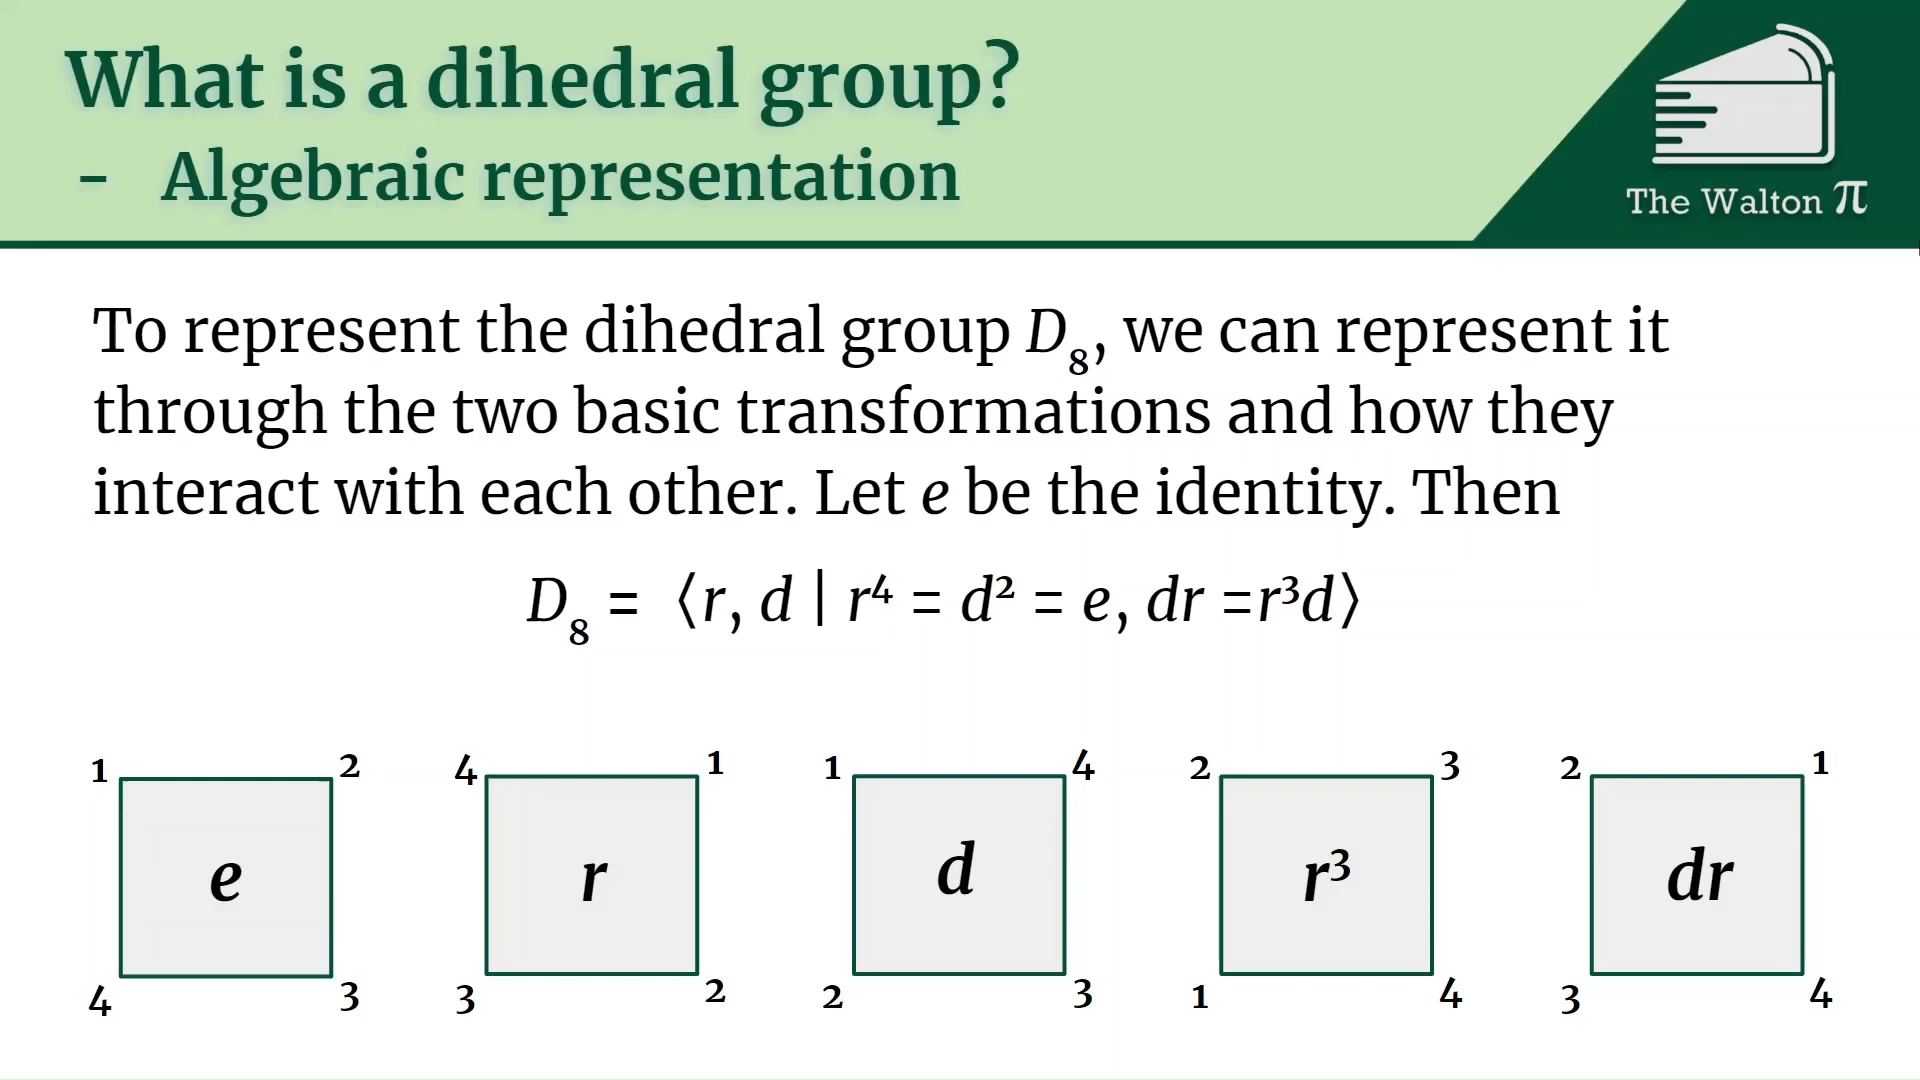 What is a dihedral group?
- Algebraic representation
The Walton π
To represent the dihedral group D₈, we can represent it
through the two basic transformations and how they
interact with each other. Let e be the identity. Then
D₈ = ⟨r, d | r⁴ = d² = e, dr =r³d⟩
1 2 4 1 1 4 2 3 2 1
e r d r³ dr
4 3 3 2 2 3 1 4 3 4